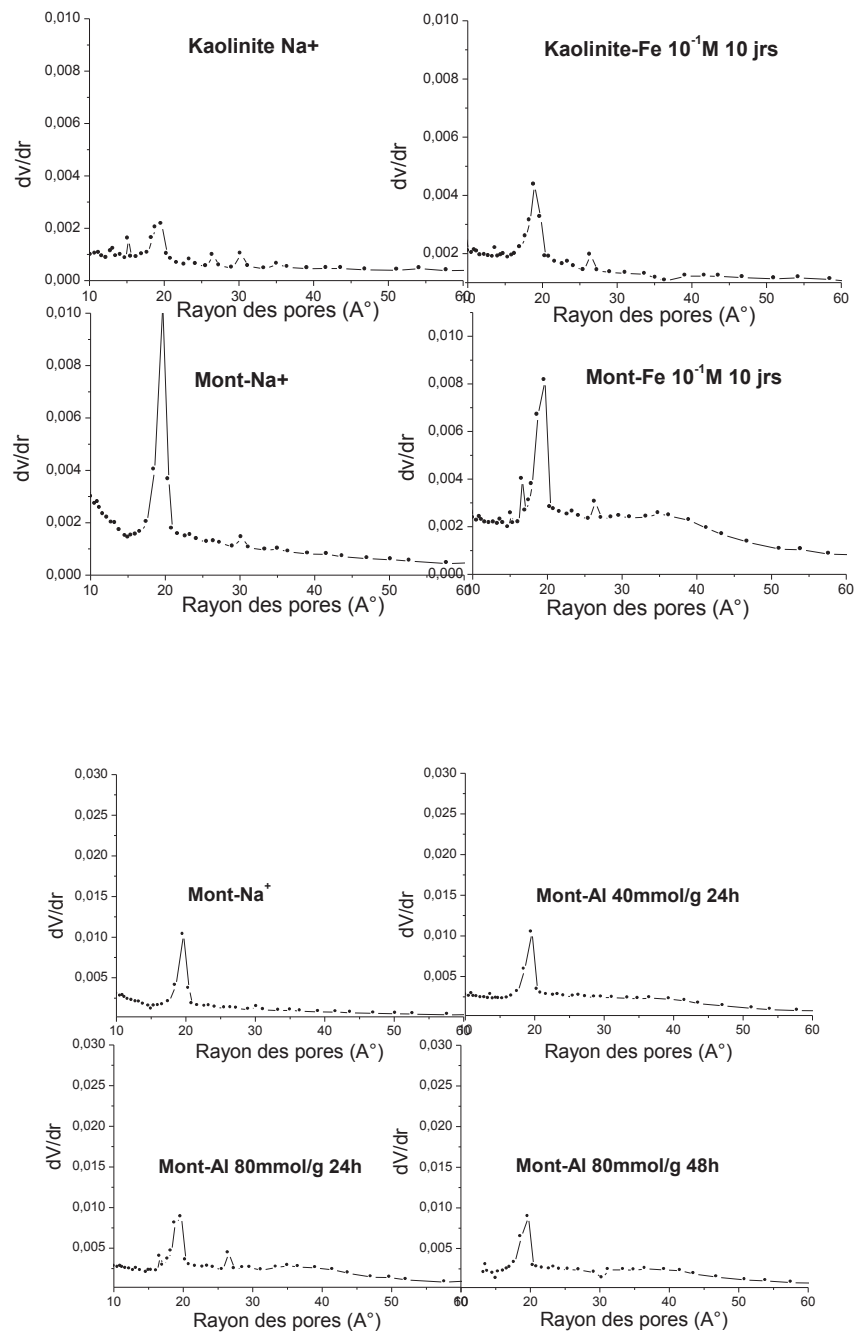 Kaolinite Na+
dv/dr
0,010
0,008
0,006
0,004
0,002
0,000
10 20 30 40 50 60
Rayon des pores (A°)
Kaolinite-Fe 10⁻¹M 10 jrs
dv/dr
0,010
0,008
0,006
0,004
0,002
10 20 30 40 50 60
Rayon des pores (A°)
Mont-Na+
dv/dr
0,010
0,008
0,006
0,004
0,002
0,000
10 20 30 40 50 60
Rayon des pores (A°)
Mont-Fe 10⁻¹M 10 jrs
dv/dr
0,010
0,008
0,006
0,004
0,002
0,000
10 20 30 40 50 60
Rayon des pores (A°)
Mont-Na⁺
dV/dr
0,030
0,025
0,020
0,015
0,010
0,005
10 20 30 40 50 60
Rayon des pores (A°)
Mont-Al 40mmol/g 24h
dV/dr
0,030
0,025
0,020
0,015
0,010
0,005
10 20 30 40 50 60
Rayon des pores (A°)
Mont-Al 80mmol/g 24h
dV/dr
0,030
0,025
0,020
0,015
0,010
0,005
10 20 30 40 50 60
Rayon des pores (A°)
Mont-Al 80mmol/g 48h
dV/dr
0,030
0,025
0,020
0,015
0,010
0,005
10 20 30 40 50 60
Rayon des pores (A°)